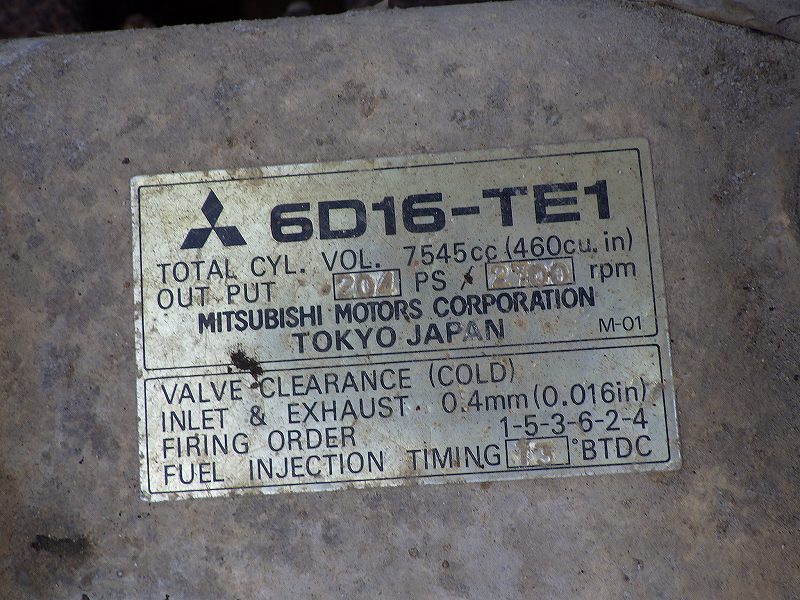 6D16-TE1
TOTAL CYL. VOL. 7545cc (460cu. in)
OUT PUT 204 PS / 2700 rpm
MITSUBISHI MOTORS CORPORATION
TOKYO JAPAN M-01
VALVE CLEARANCE (COLD)
INLET & EXHAUST 0.4mm (0.016in)
FIRING ORDER 1-5-3-6-2-4
FUEL INJECTION TIMING °BTDC